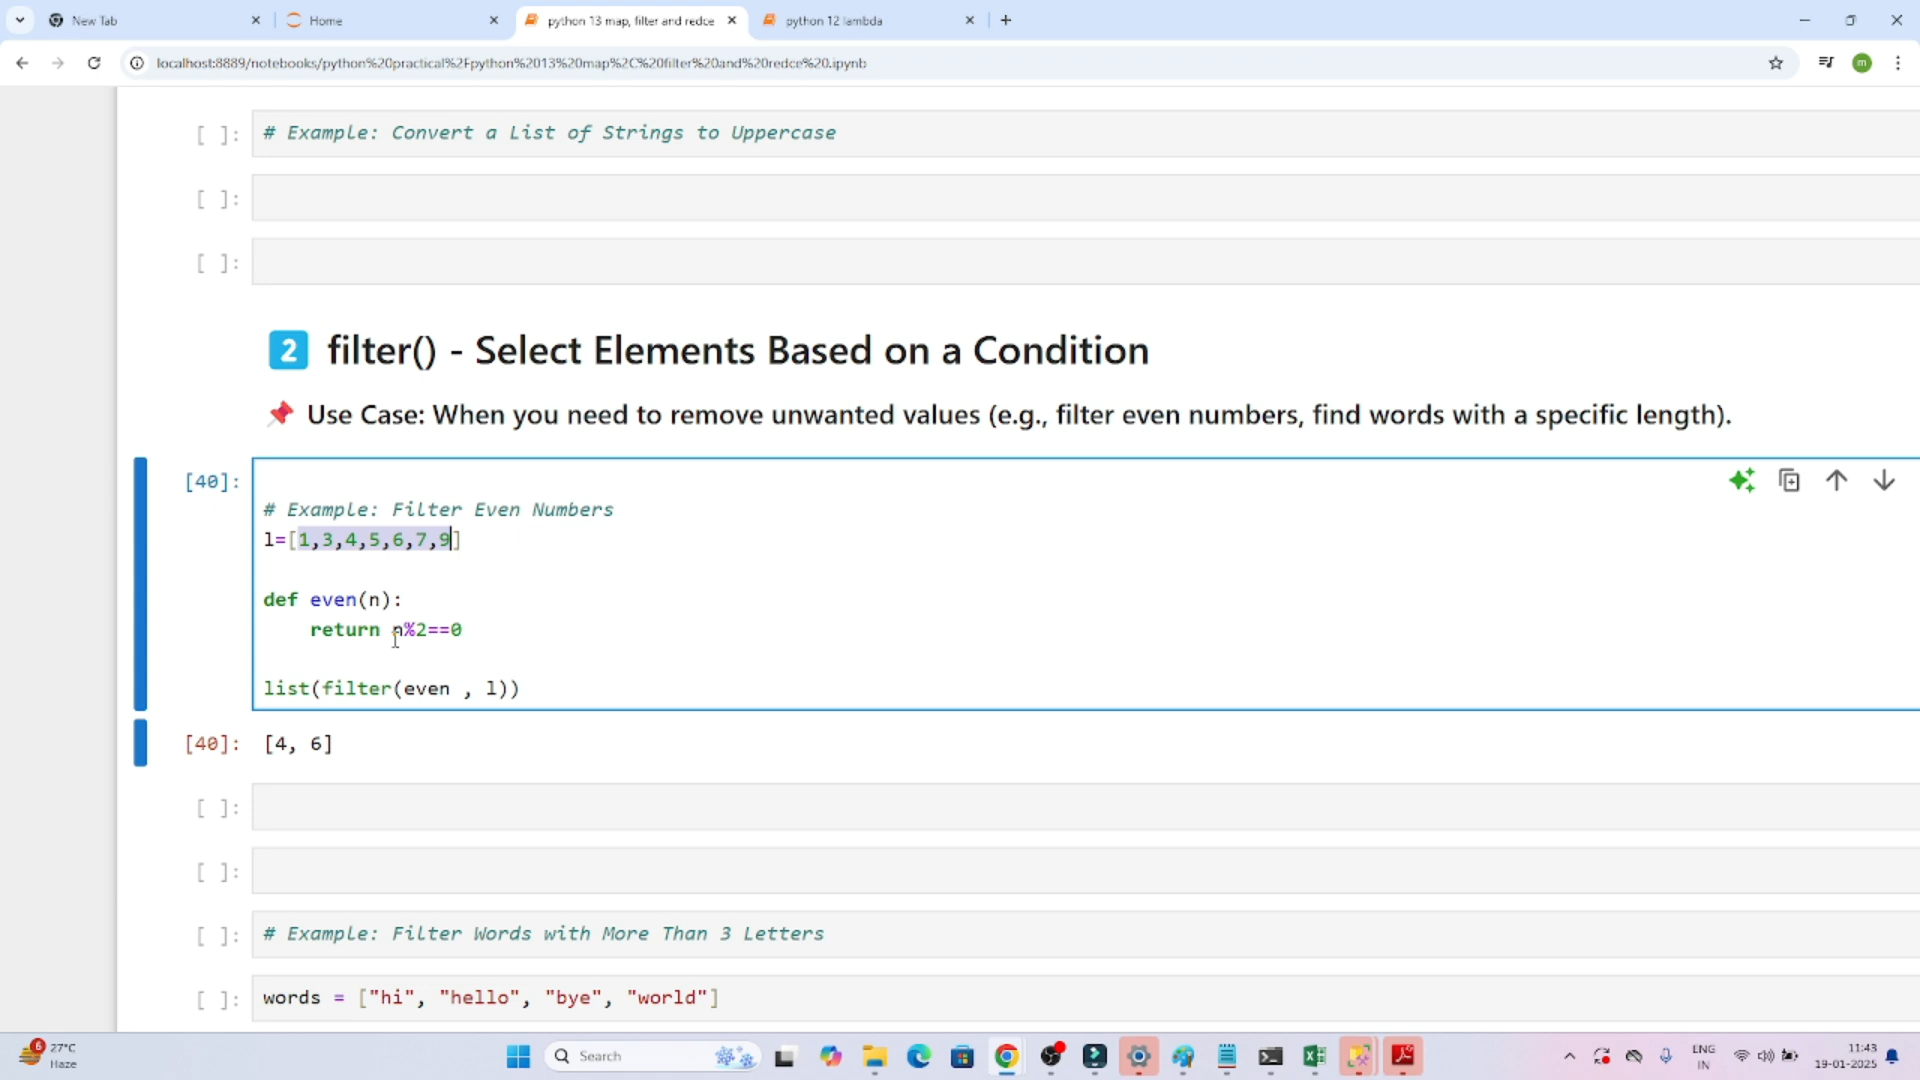 New Tab
Home
python 13 map, filter and redce
python 12 lambda
localhost:8889/notebooks/python%20practical%2Fpython%2013%20map%2C%20filter%20and%20redce%20.ipynb
m
[ ]: # Example: Convert a List of Strings to Uppercase
[ ]:
[ ]:
2 filter() - Select Elements Based on a Condition
📌 Use Case: When you need to remove unwanted values (e.g., filter even numbers, find words with a specific length).
[40]:
# Example: Filter Even Numbers
l=[1,3,4,5,6,7,9]
def even(n):
return n%2==0
list(filter(even , l))
[40]: [4, 6]
[ ]:
[ ]:
[ ]: # Example: Filter Words with More Than 3 Letters
[ ]: words = ["hi", "hello", "bye", "world"]
6
27°C
Haze
Search
ENG
IN
11:43
19-01-2025